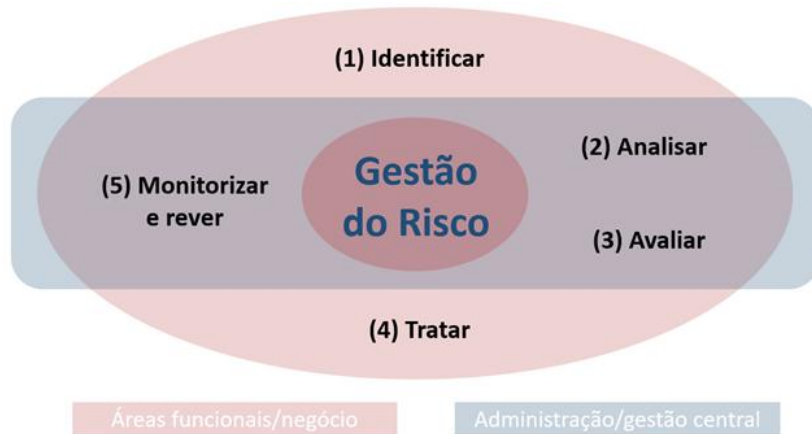 (1) Identificar
(2) Analisar
Gestão
do Risco
(5) Monitorizar
e rever
(3) Avaliar
(4) Tratar
Áreas funcionais/negócio
Administração/gestão central